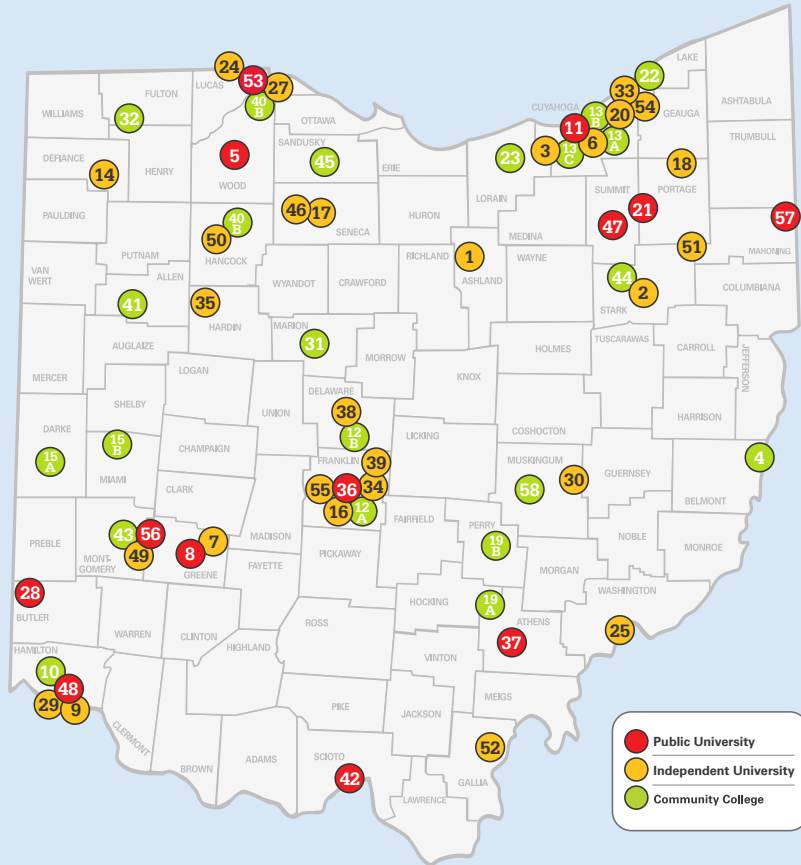 LAKE
24
FULTON
LUCAS
53
22
27
33
WILLIAMS
32
40
B
OTTAWA
CUYAHOGA
13
B
20
54
GEAUGA
ASHTABULA
11
SANDUSKY
6
13
A
TRUMBULL
DEFIANCE
HENRY
5
45
ERIE
23
3
13
C
18
14
WOOD
LORAIN
SUMMIT
PORTAGE
PAULDING
46
17
HURON
21
57
40
B
SENECA
MEDINA
47
50
RICHLAND
1
51
MAHONING
PUTNAM
HANCOCK
VAN
WERT
ALLEN
WYANDOT
CRAWFORD
ASHLAND
WAYNE
44
2
COLUMBIANA
41
35
STARK
HARDIN
MARION
AUGLAIZE
31
TUSCARAWAS
CARROLL
JEFFERSON
MORROW
HOLMES
LOGAN
MERCER
KNOX
DELAWARE
SHELBY
UNION
38
HARRISON
DARKE
LICKING
COSHOCTON
15
B
12
B
CHAMPAIGN
MUSKINGUM
15
A
FRANKLIN
39
4
MIAMI
GUERNSEY
CLARK
55
36
34
58
30
BELMONT
16
12
A
PREBLE
43
56
MADISON
FAIRFIELD
PERRY
NOBLE
MONROE
49
8
7
PICKAWAY
19
B
MONT-
GOMERY
GREENE
FAYETTE
MORGAN
28
HOCKING
19
A
WASHINGTON
BUTLER
ROSS
ATHENS
WARREN
CLINTON
25
HIGHLAND
37
HAMILTON
VINTON
10
48
MEIGS
29
9
PIKE
JACKSON
CLERMONT
52
SCIOTO
BROWN
ADAMS
42
GALLIA
LAWRENCE
Public University
Independent University
Community College